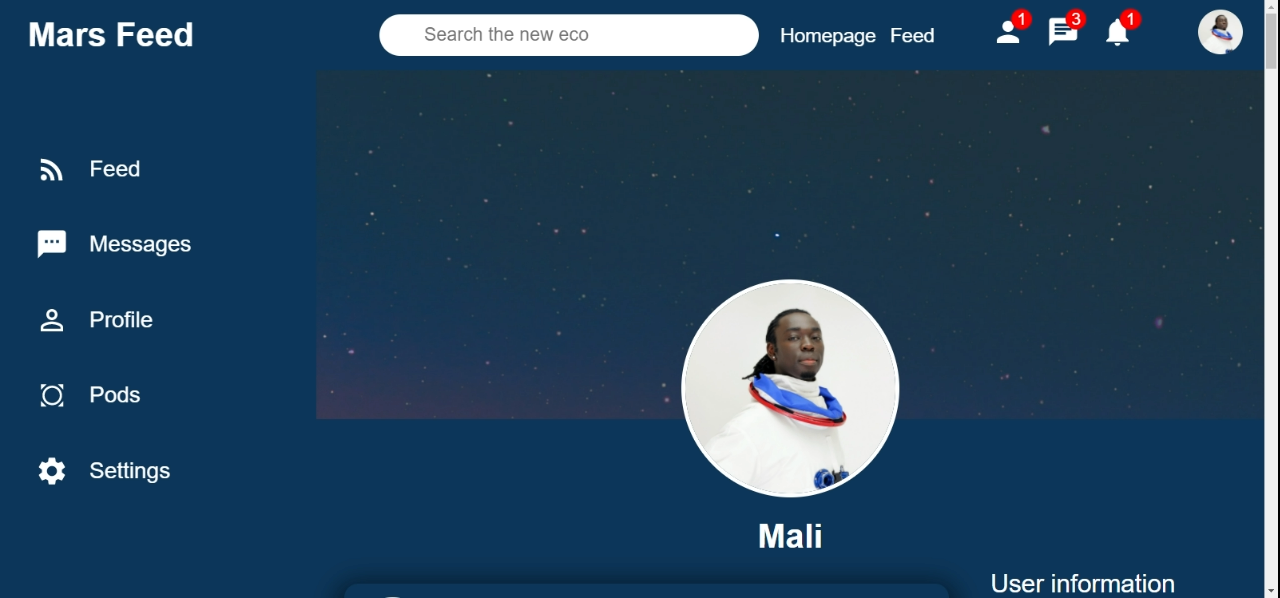 Mars Feed
Search the new eco
Homepage Feed
1
3
1
Feed
Messages
Profile
Pods
Settings
Mali
User information